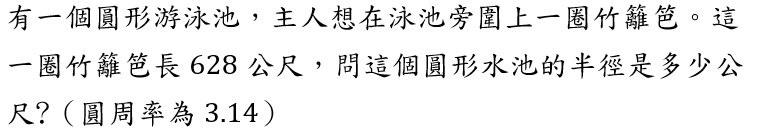 有一個圓形游泳池，主人想在泳池旁圍上一圈竹籬笆。這
一圈竹籬笆長 628 公尺，問這個圓形水池的半徑是多少公
尺?（圓周率為 3.14）